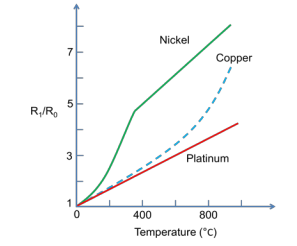 Nickel
Copper
7
R₁/R₀
5
3
Platinum
1
0
400
800
Temperature (°C)